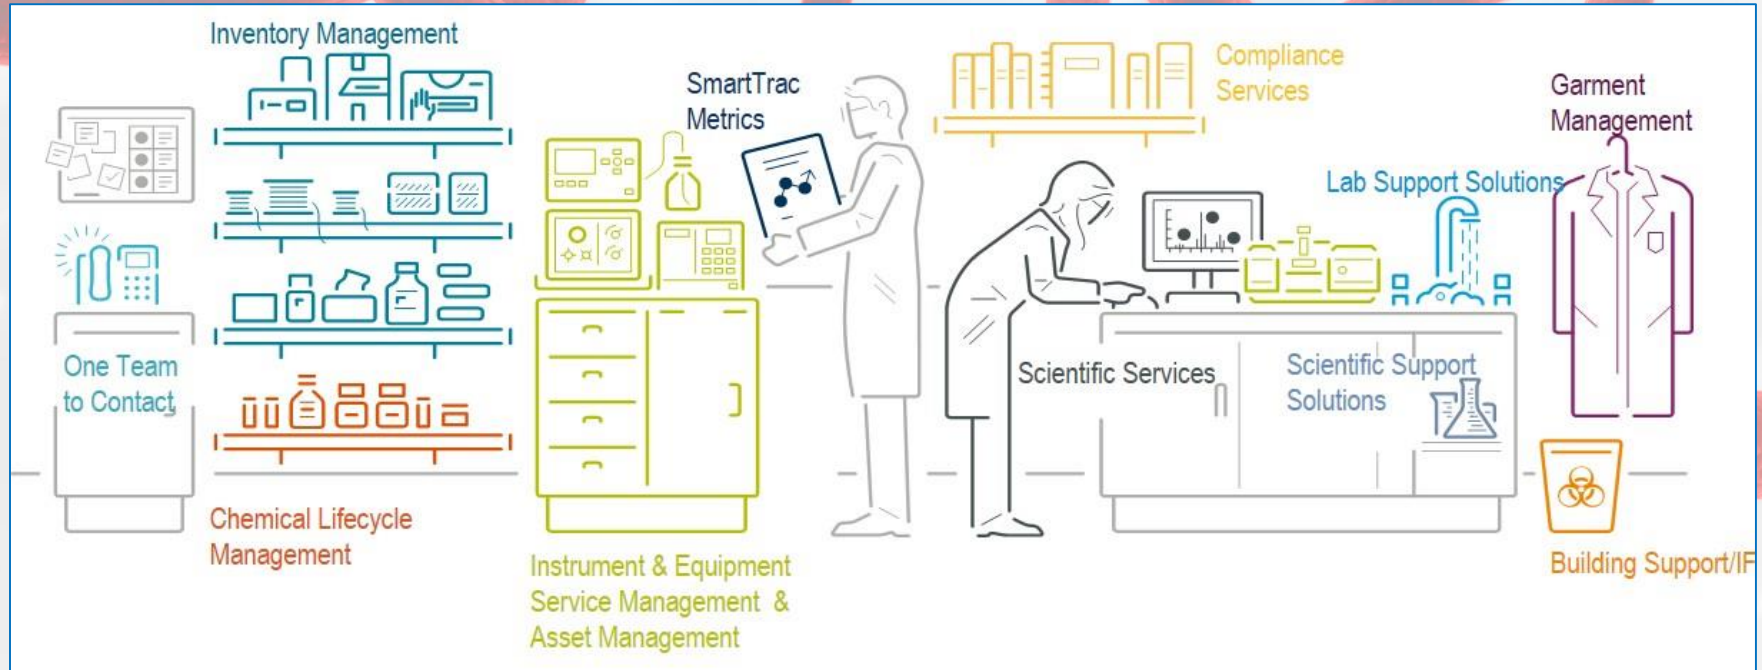 Inventory Management
SmartTrac
Metrics
Compliance
Services
Garment
Management
Lab Support Solutions
One Team
to Contact
Scientific Services
Scientific Support
Solutions
Chemical Lifecycle
Management
Instrument & Equipment
Service Management &
Asset Management
Building Support/IF